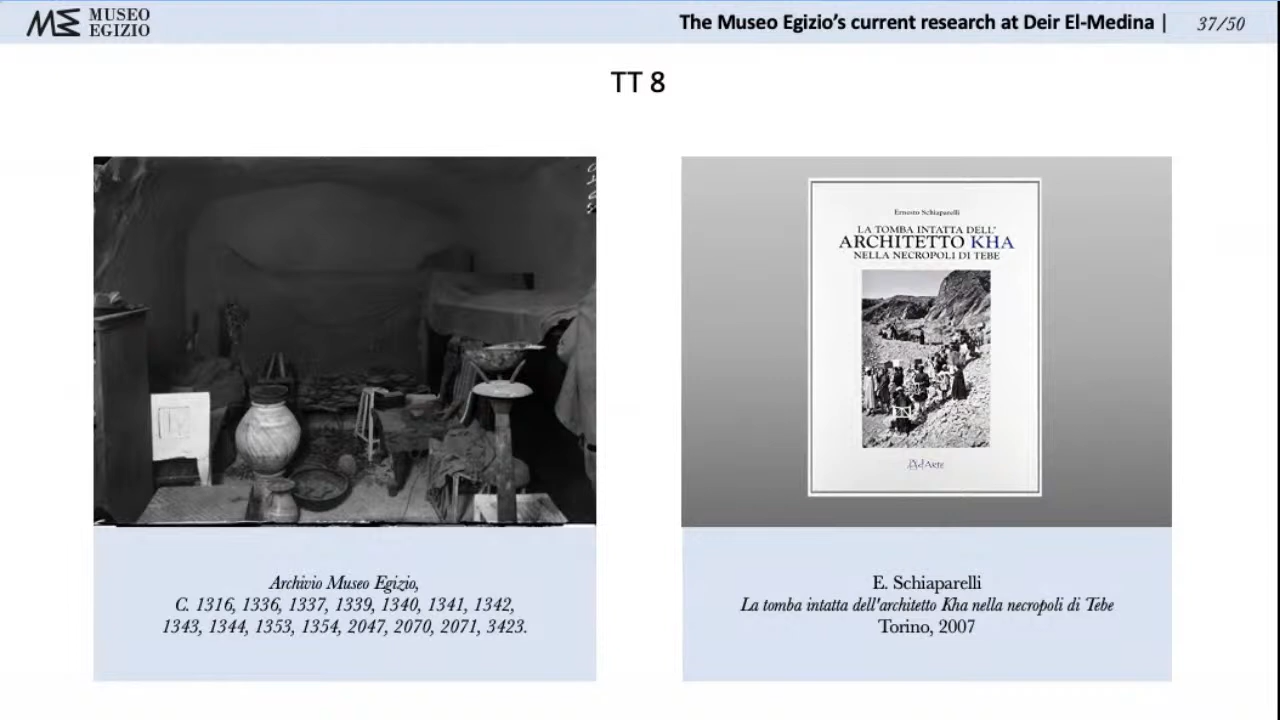 MUSEO
EGIZIO
The Museo Egizio's current research at Deir El-Medina |
37/50
TT 8
Archivio Museo Egizio,
C. 1316, 1336, 1337, 1339, 1340, 1341, 1342,
1343, 1344, 1353, 1354, 2047, 2070, 2071, 3423.
Ernesto Schiaparelli
LA TOMBA INTATTA DELL'
ARCHITETTO KHA
NELLA NECROPOLI DI TEBE
E. Schiaparelli
La tomba intatta dell'architetto Kha nella necropoli di Tebe
Torino, 2007